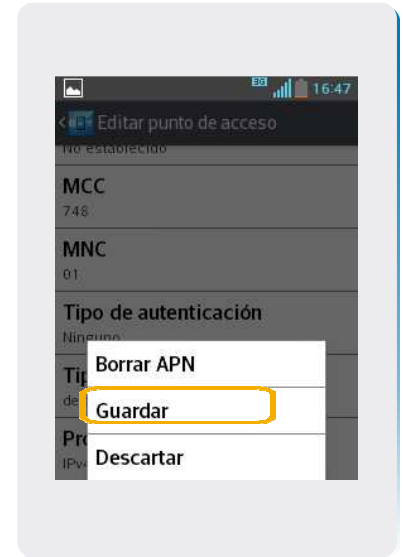 3G 16:47
Editar punto de acceso
No establecido
MCC
748
MNC
01
Tipo de autenticación
Ninguno
Borrar APN
Guardar
Descartar